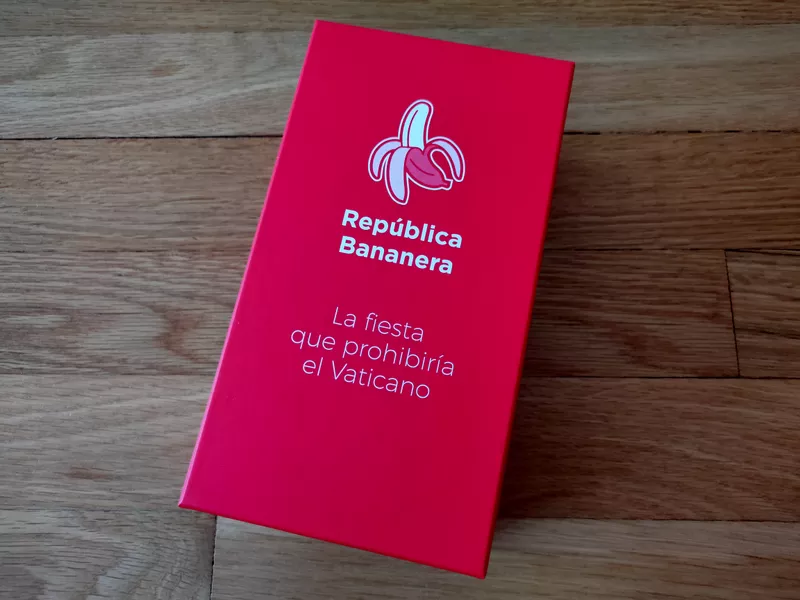 República
Bananera
La fiesta
que prohibiría
el Vaticano